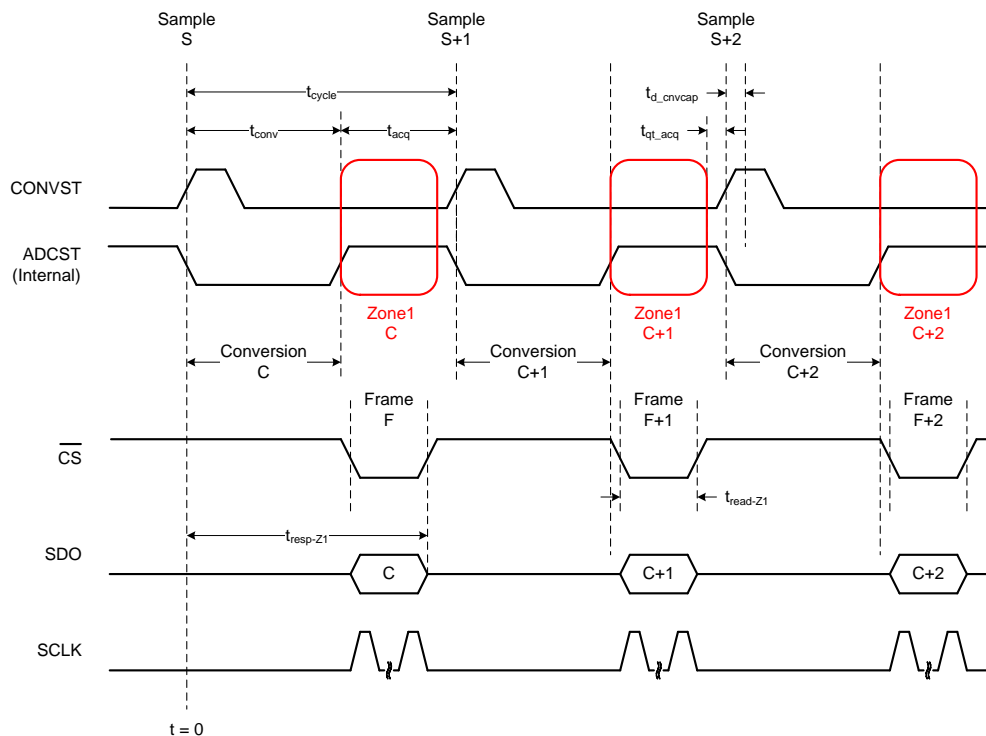 Sample
S
Sample
S+1
Sample
S+2
tcycle
td_cnvcap
tconv
tacq
tqt_acq
CONVST
ADCST
(Internal)
Zone1
C
Zone1
C+1
Zone1
C+2
Conversion
C
Conversion
C+1
Conversion
C+2
Frame
F
Frame
F+1
Frame
F+2
CS
tread-Z1
tresp-Z1
SDO
C
C+1
C+2
SCLK
t = 0